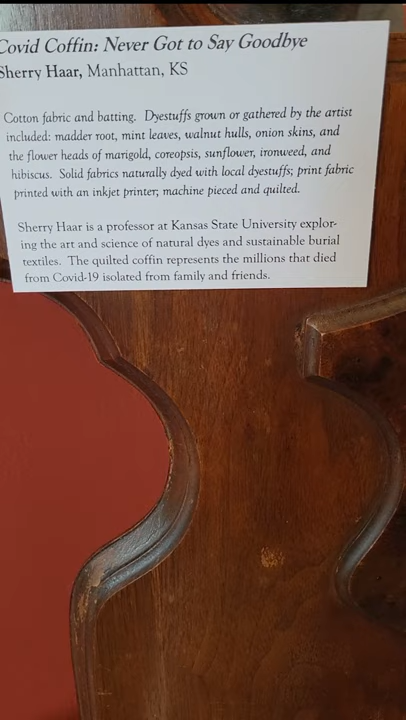 Covid Coffin: Never Got to Say Goodbye
Sherry Haar, Manhattan, KS
Cotton fabric and batting. Dyestuffs grown or gathered by the artist
included: madder root, mint leaves, walnut hulls, onion skins, and
the flower heads of marigold, coreopsis, sunflower, ironweed, and
hibiscus. Solid fabrics naturally dyed with local dyestuffs; print fabric
printed with an inkjet printer; machine pieced and quilted.
Sherry Haar is a professor at Kansas State University explor-
ing the art and science of natural dyes and sustainable burial
textiles. The quilted coffin represents the millions that died
from Covid-19 isolated from family and friends.